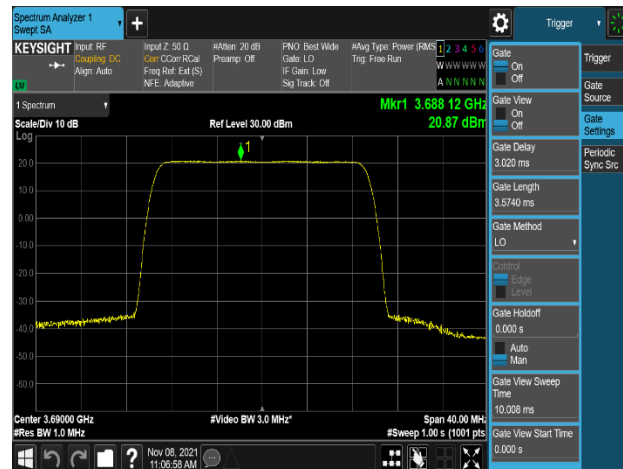 Spectrum Analyzer 1
Swept SA
Trigger
KEYSIGHT
Input: RF
Coupling: DC
Align: Auto
Input Z: 50 Ω
Corr CCorr RCal
Freq Ref: Ext (S)
NFE: Adaptive
#Atten: 20 dB
Preamp: Off
PNO: Best Wide
Gate: LO
IF Gain: Low
Sig Track: Off
#Avg Type: Power (RMS
Trig: Free Run
1 2 3 4 5 6
W W W W W W
A N N N N N
LXI
1 Spectrum
Scale/Div 10 dB
Log
Ref Level 30.00 dBm
Mkr1 3.688 12 GHz
20.87 dBm
1
20.0
10.0
0.00
-10.0
-20.0
-30.0
-40.0
-50.0
-60.0
Center 3.69000 GHz
#Res BW 1.0 MHz
#Video BW 3.0 MHz*
Span 40.00 MHz
#Sweep 1.00 s (1001 pts
Nov 08, 2021
11:06:58 AM
?
Gate
On
Off
Gate View
On
Off
Gate Delay
3.020 ms
Gate Length
3.5740 ms
Gate Method
LO
Control
Edge
Level
Gate Holdoff
0.000 s
Auto
Man
Gate View Sweep
Time
10.008 ms
Gate View Start Time
0.000 s
Trigger
Gate
Source
Gate
Settings
Periodic
Sync Src